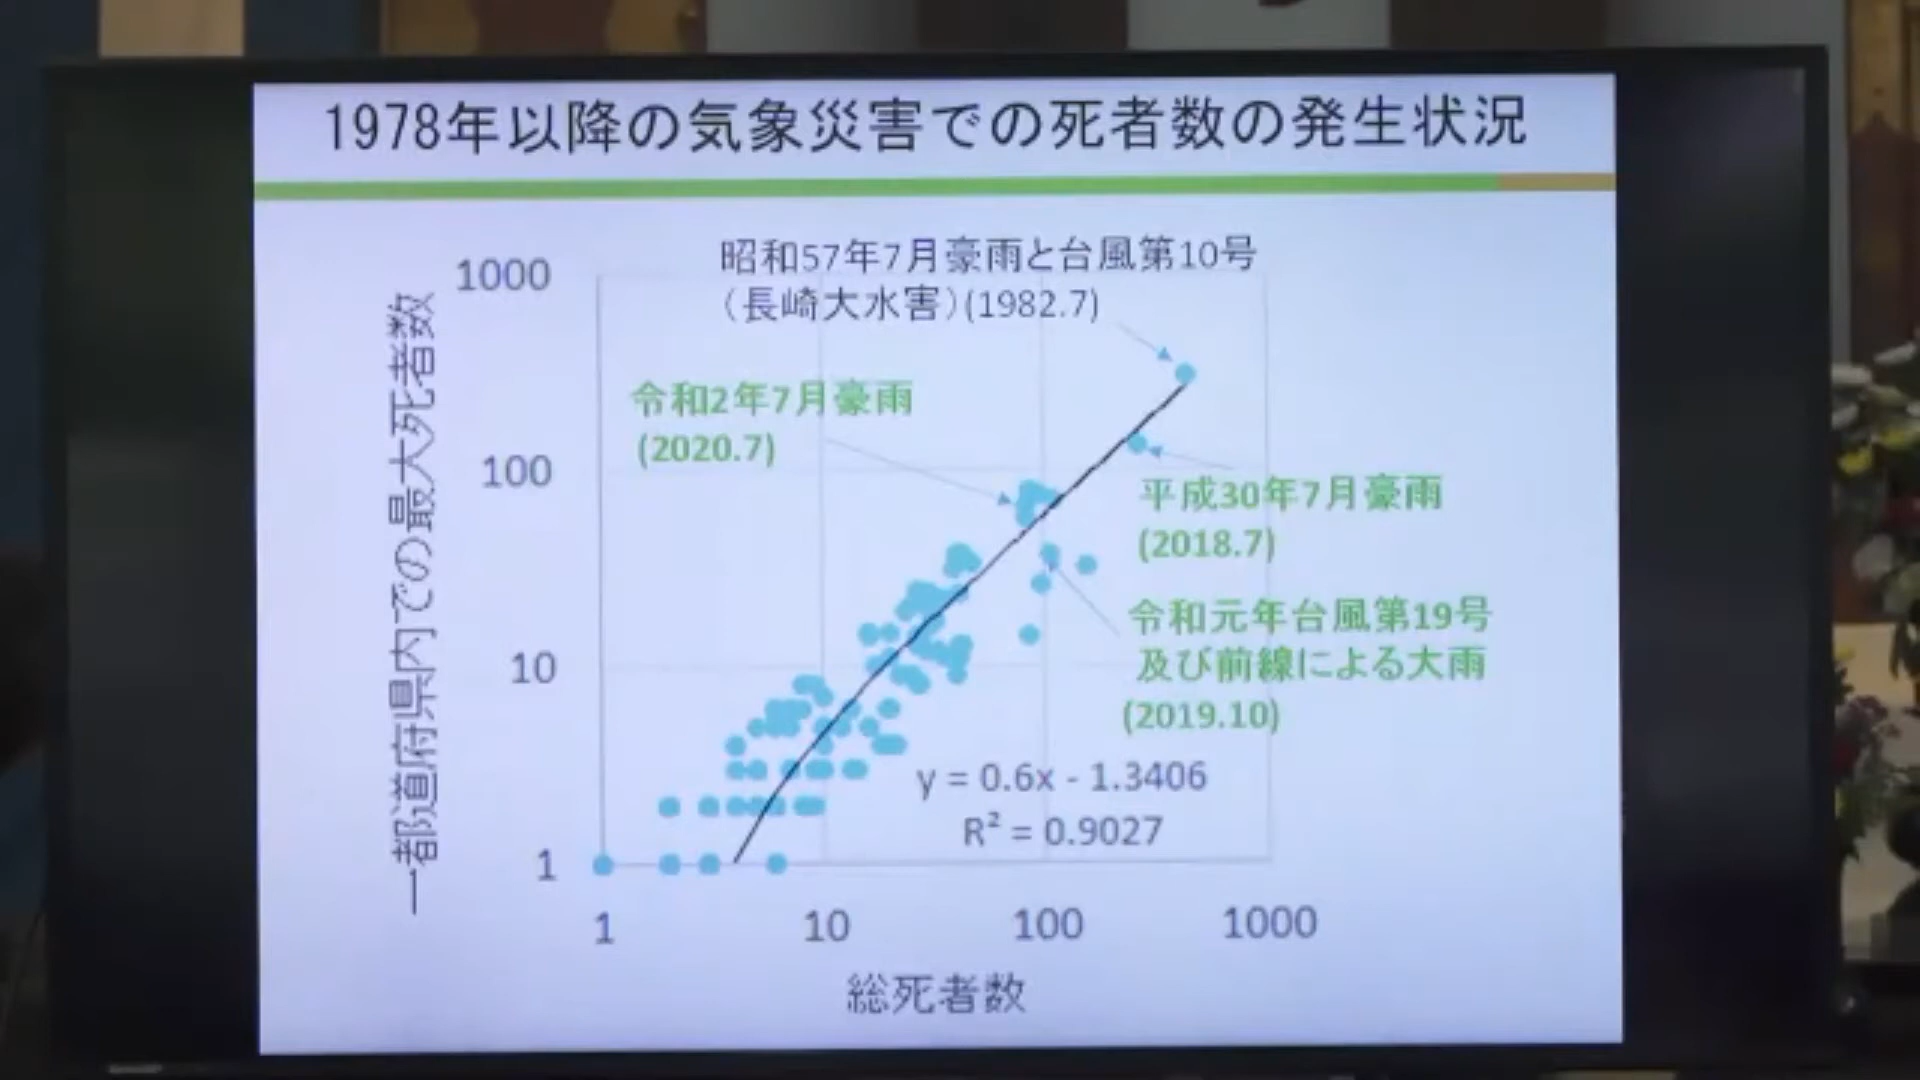 1978年以降の気象災害での死者数の発生状況
昭和57年7月豪雨と台風第10号
（長崎大水害）(1982.7)
令和2年7月豪雨
(2020.7)
平成30年7月豪雨
(2018.7)
令和元年台風第19号
及び前線による大雨
(2019.10)
y = 0.6x - 1.3406
R² = 0.9027
一都道府県内での最大死者数
1000
100
10
1
1
10
100
1000
総死者数